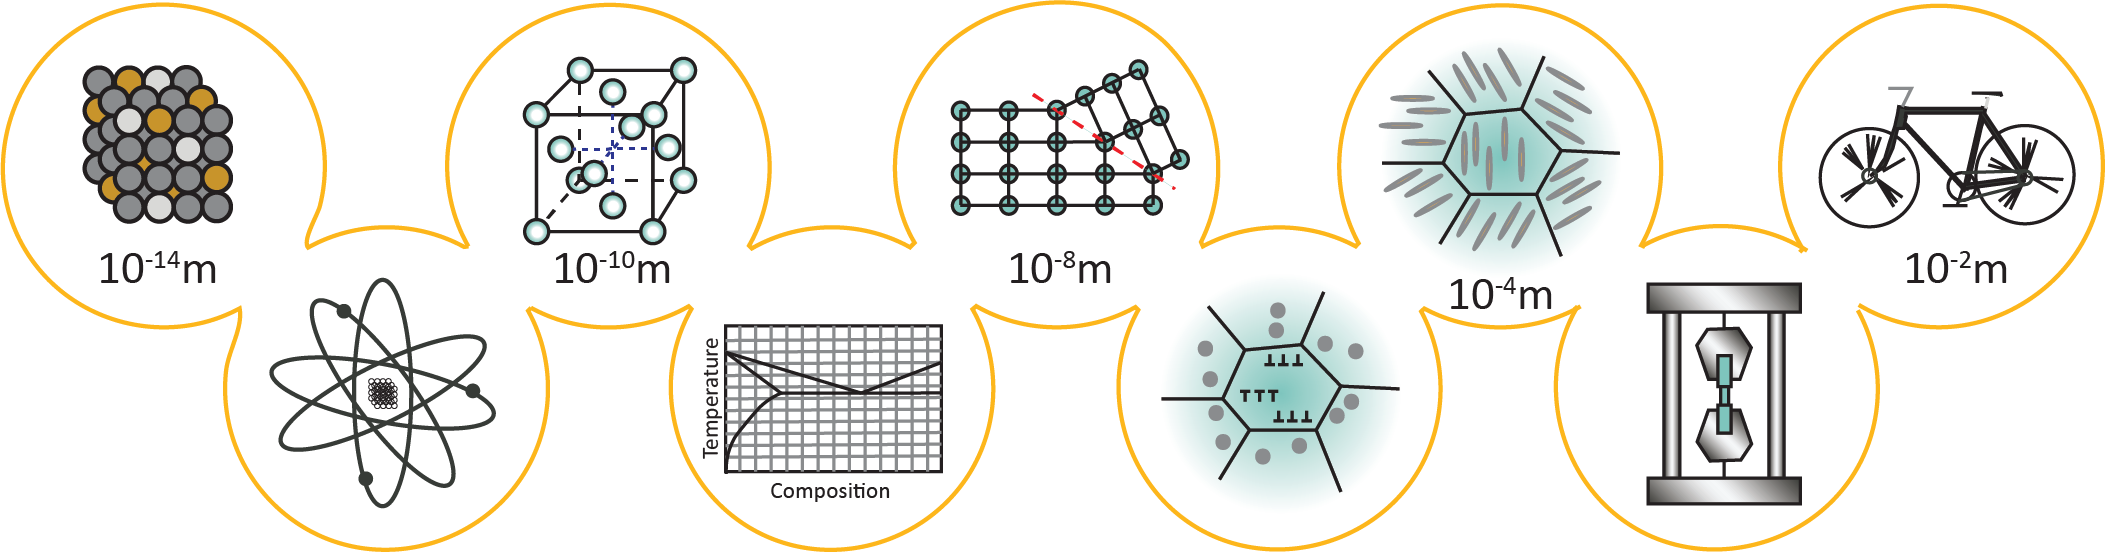 10⁻¹⁴m
10⁻¹⁰m
10⁻⁸m
10⁻⁴m
10⁻²m
Temperature
Composition